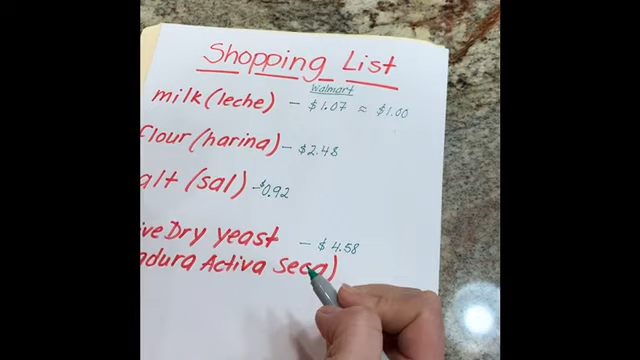 Shopping List
Walmart
milk (leche) - $1.07 ≈ $1.00
flour (harina) - $2.48
alt (sal) - $0.92
ive Dry yeast - $4.58
adura Activa Seca)